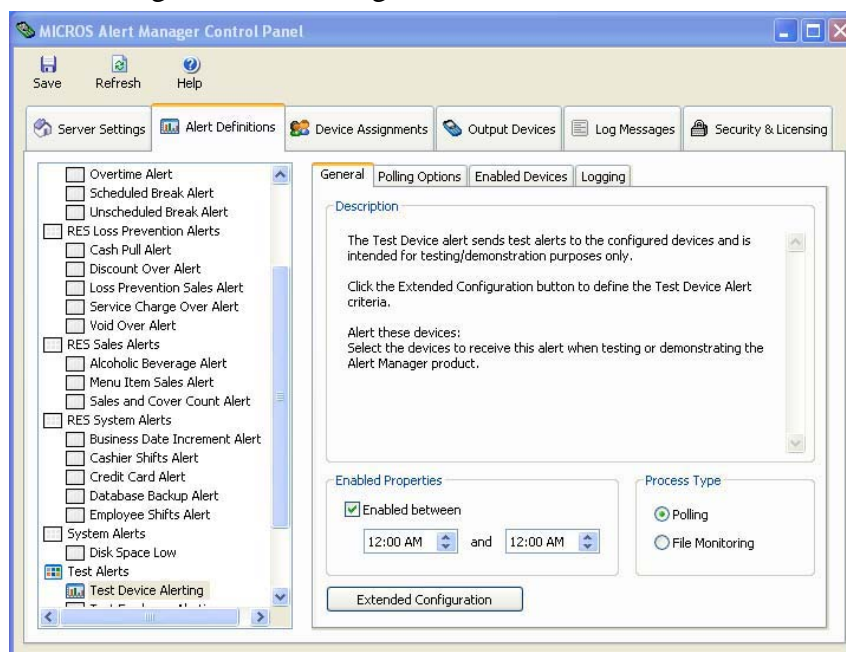 MICROS Alert Manager Control Panel
Save Refresh Help
Server Settings Alert Definitions Device Assignments Output Devices Log Messages Security & Licensing
Overtime Alert
Scheduled Break Alert
Unscheduled Break Alert
RES Loss Prevention Alerts
Cash Pull Alert
Discount Over Alert
Loss Prevention Sales Alert
Service Charge Over Alert
Void Over Alert
RES Sales Alerts
Alcoholic Beverage Alert
Menu Item Sales Alert
Sales and Cover Count Alert
RES System Alerts
Business Date Increment Alert
Cashier Shifts Alert
Credit Card Alert
Database Backup Alert
Employee Shifts Alert
System Alerts
Disk Space Low
Test Alerts
Test Device Alerting
General Polling Options Enabled Devices Logging
Description
The Test Device alert sends test alerts to the configured devices and is
intended for testing/demonstration purposes only.
Click the Extended Configuration button to define the Test Device Alert
criteria.
Alert these devices:
Select the devices to receive this alert when testing or demonstrating the
Alert Manager product.
Enabled Properties
Enabled between
12:00 AM and 12:00 AM
Process Type
Polling
File Monitoring
Extended Configuration